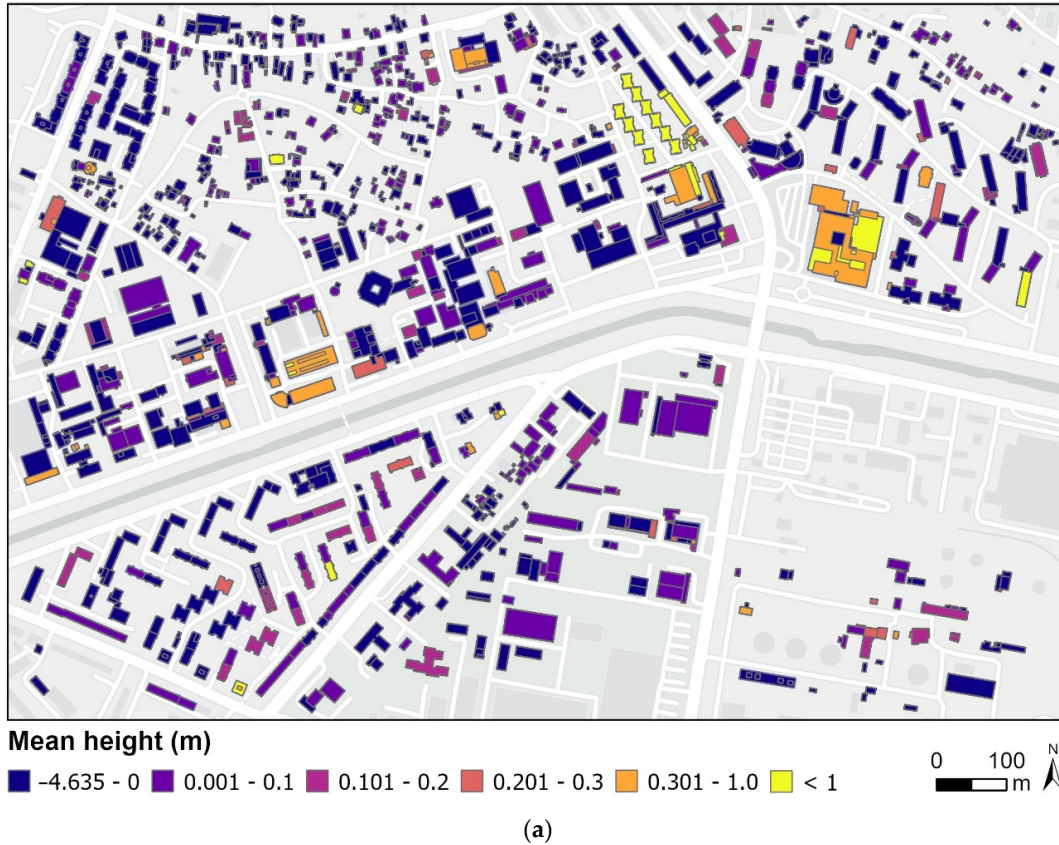 Mean height (m)
–4.635 - 0 0.001 - 0.1 0.101 - 0.2 0.201 - 0.3 0.301 - 1.0 < 1
0 100
m
N
(a)